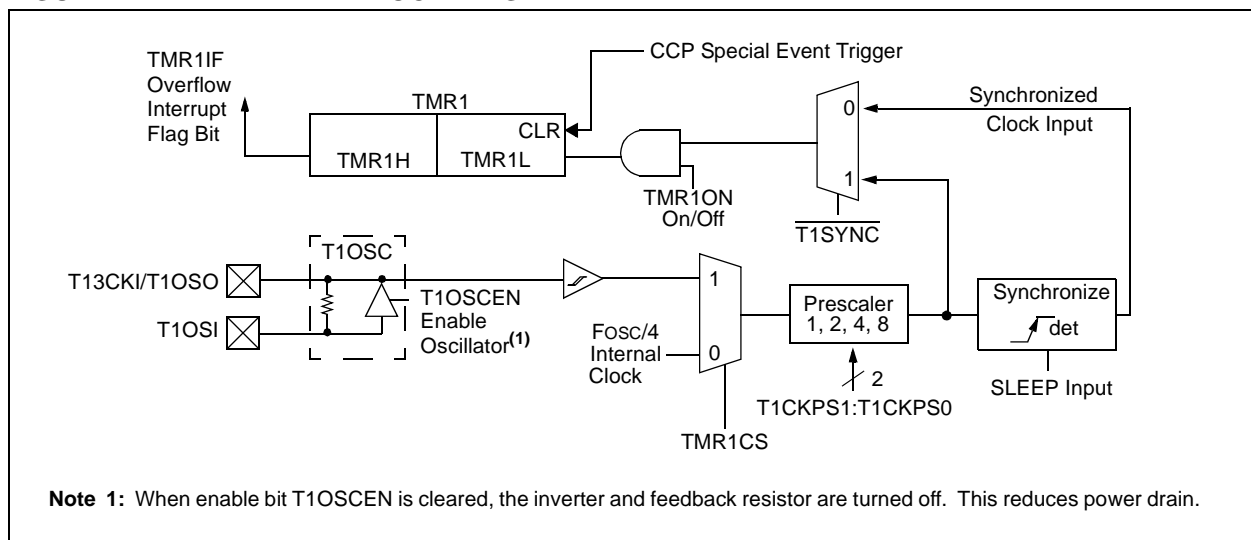 TMR1IF
Overflow
Interrupt
Flag Bit
TMR1
CCP Special Event Trigger
CLR
TMR1H
TMR1L
TMR1ON
On/Off
0
1
T1SYNC
Synchronized
Clock Input
T1OSC
T13CKI/T1OSO
T1OSI
T1OSCEN
Enable
Oscillator(1)
FOSC/4
Internal
Clock
1
0
TMR1CS
Prescaler
1, 2, 4, 8
2
T1CKPS1:T1CKPS0
Synchronize
det
SLEEP Input
Note 1: When enable bit T1OSCEN is cleared, the inverter and feedback resistor are turned off. This reduces power drain.